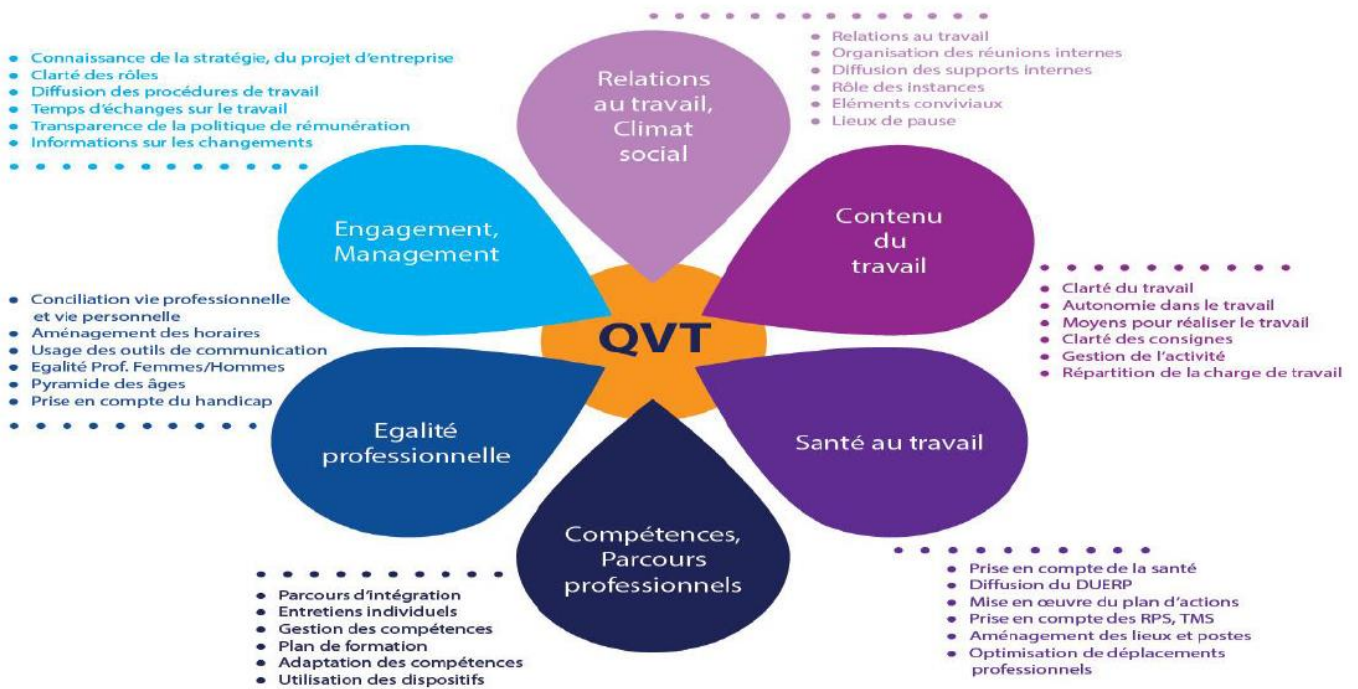 Relations
au travail,
Climat
social
• Relations au travail
• Organisation des réunions internes
• Diffusion des supports internes
• Rôle des instances
• Eléments conviviaux
• Lieux de pause
• Connaissance de la stratégie, du projet d'entreprise
• Clarté des rôles
• Diffusion des procédures de travail
• Temps d'échanges sur le travail
• Transparence de la politique de rémunération
• Informations sur les changements
Engagement,
Management
Contenu
du
travail
• Clarté du travail
• Autonomie dans le travail
• Moyens pour réaliser le travail
• Clarté des consignes
• Gestion de l'activité
• Répartition de la charge de travail
QVT
• Conciliation vie professionnelle
et vie personnelle
• Aménagement des horaires
• Usage des outils de communication
• Egalité Prof. Femmes/Hommes
• Pyramide des âges
• Prise en compte du handicap
Egalité
professionnelle
Santé au travail
• Prise en compte de la santé
• Diffusion du DUERP
• Mise en œuvre du plan d'actions
• Prise en compte des RPS, TMS
• Aménagement des lieux et postes
• Optimisation de déplacements
professionnels
Compétences,
Parcours
professionnels
• Parcours d'intégration
• Entretiens individuels
• Gestion des compétences
• Plan de formation
• Adaptation des compétences
• Utilisation des dispositifs